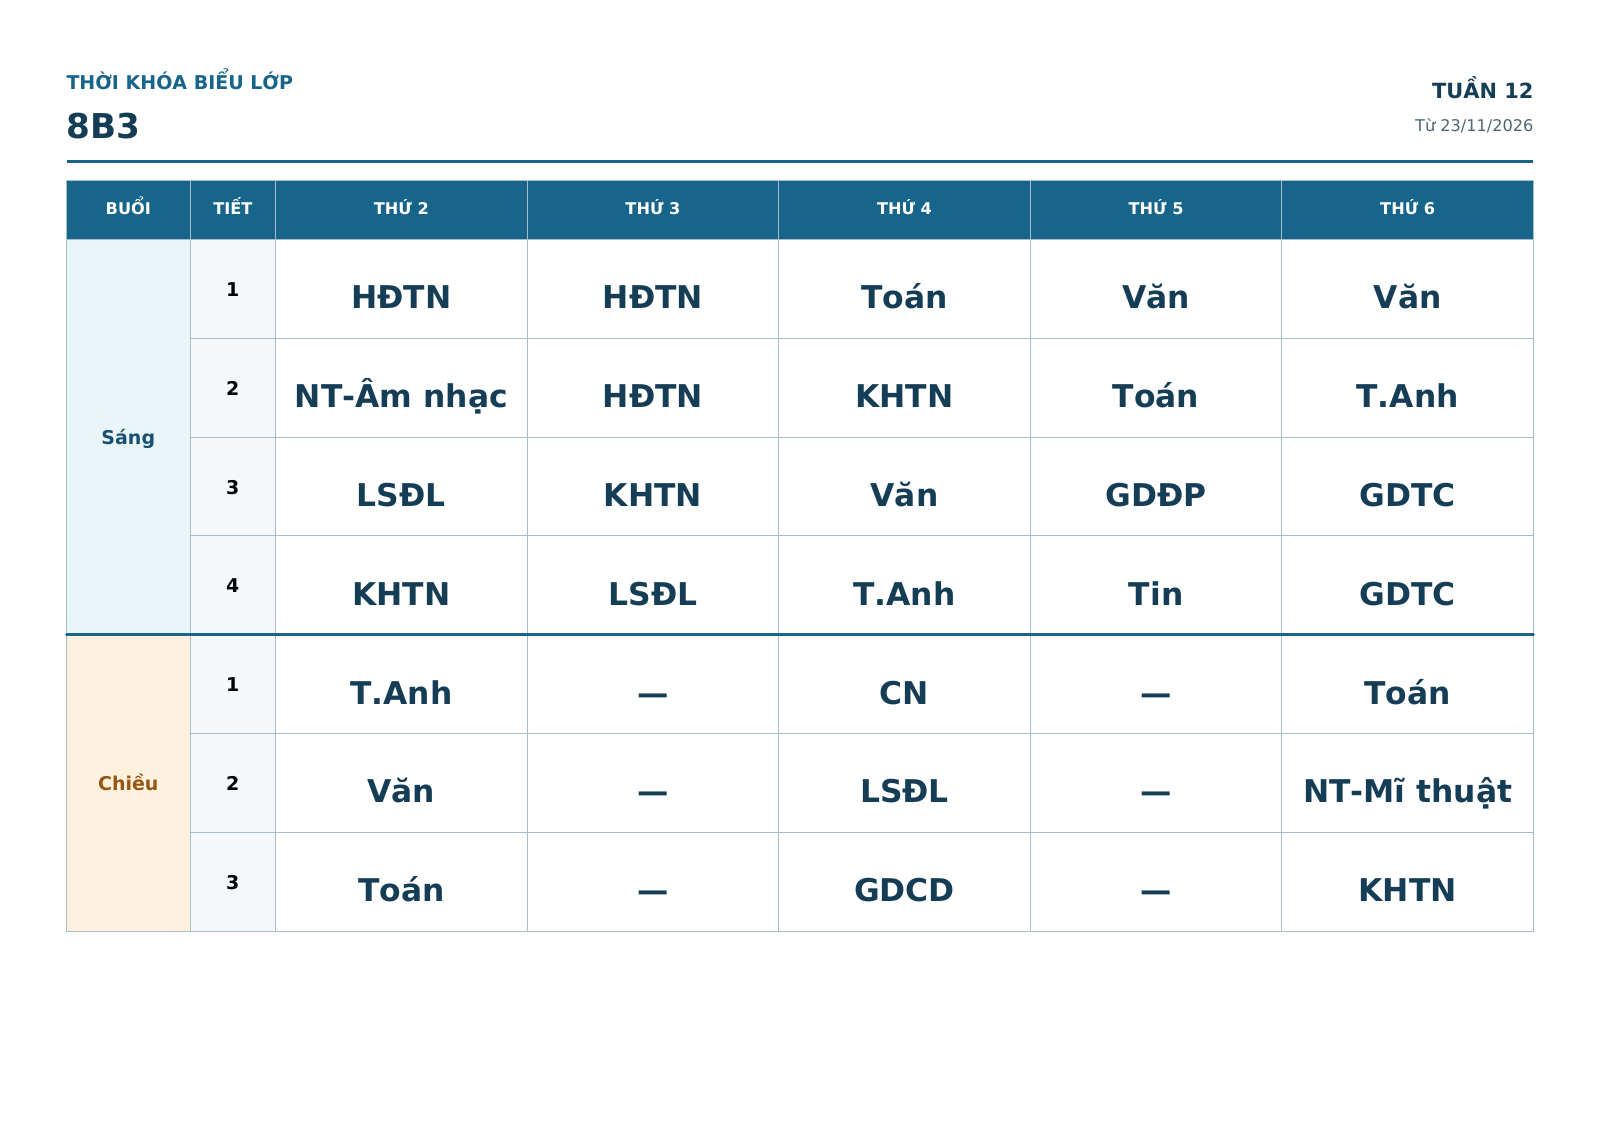 THỜI KHÓA BIỂU LỚP
8B3
TUẦN 12
Từ 23/11/2026
BUỔI TIẾT THỨ 2 THỨ 3 THỨ 4 THỨ 5 THỨ 6
Sáng
1 HĐTN HĐTN Toán Văn Văn
2 NT-Âm nhạc HĐTN KHTN Toán T.Anh
3 LSĐL KHTN Văn GDĐP GDTC
4 KHTN LSĐL T.Anh Tin GDTC
Chiều
1 T.Anh — CN — Toán
2 Văn — LSĐL — NT-Mĩ thuật
3 Toán — GDCD — KHTN